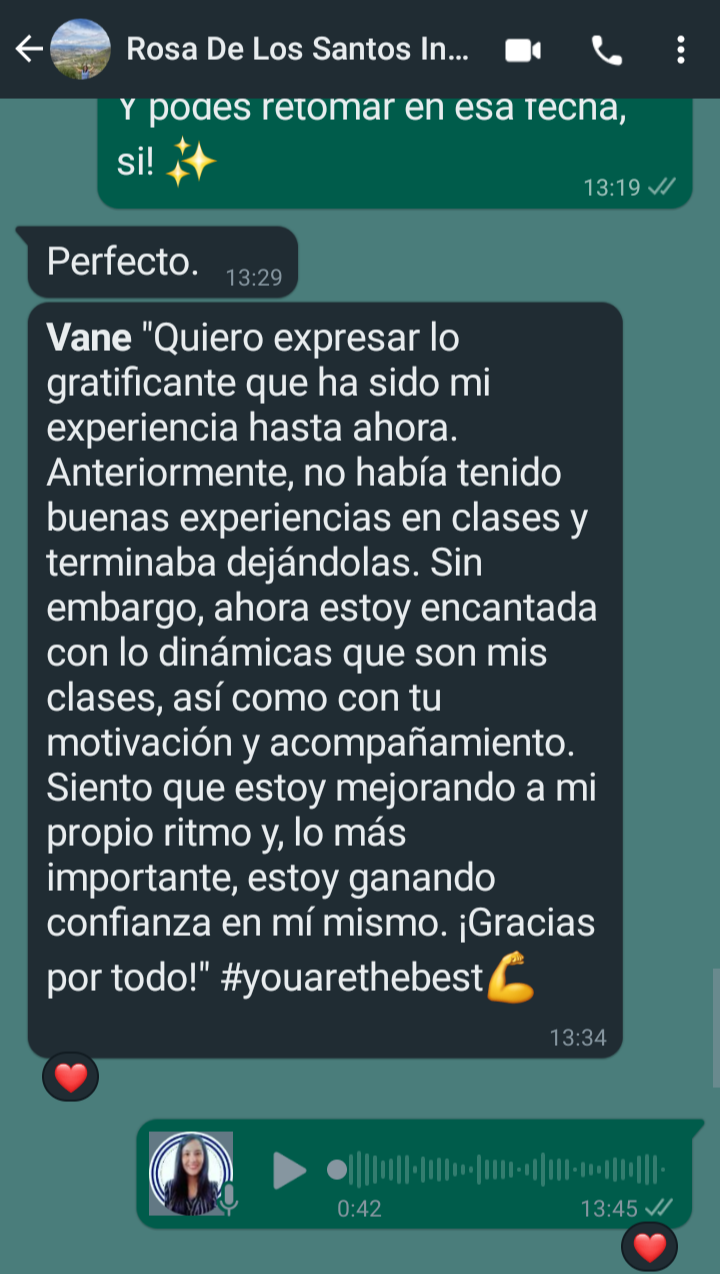 Rosa De Los Santos In...
Y podes retomar en esa fecha,
si! ✨
13:19
Perfecto.
13:29
Vane "Quiero expresar lo
gratificante que ha sido mi
experiencia hasta ahora.
Anteriormente, no había tenido
buenas experiencias en clases y
terminaba dejándolas. Sin
embargo, ahora estoy encantada
con lo dinámicas que son mis
clases, así como con tu
motivación y acompañamiento.
Siento que estoy mejorando a mi
propio ritmo y, lo más
importante, estoy ganando
confianza en mí mismo. ¡Gracias
por todo!" #youarethebest💪
13:34
0:42
13:45